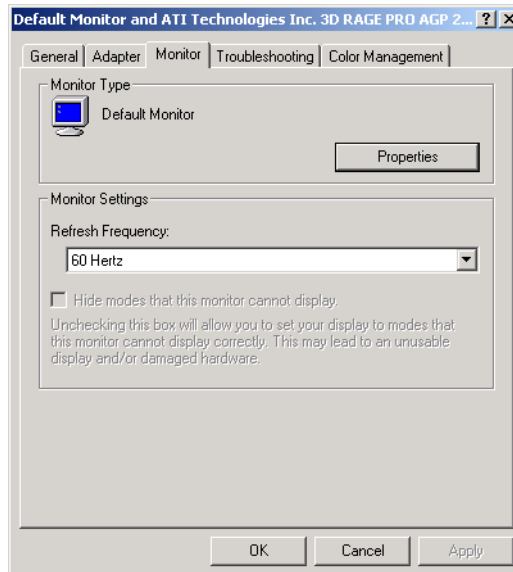 Default Monitor and ATI Technologies Inc. 3D RAGE PRO AGP 2...
General Adapter Monitor Troubleshooting Color Management
Monitor Type
Default Monitor
Properties
Monitor Settings
Refresh Frequency:
60 Hertz
Hide modes that this monitor cannot display.
Unchecking this box will allow you to set your display to modes that
this monitor cannot display correctly. This may lead to an unusable
display and/or damaged hardware.
OK Cancel Apply